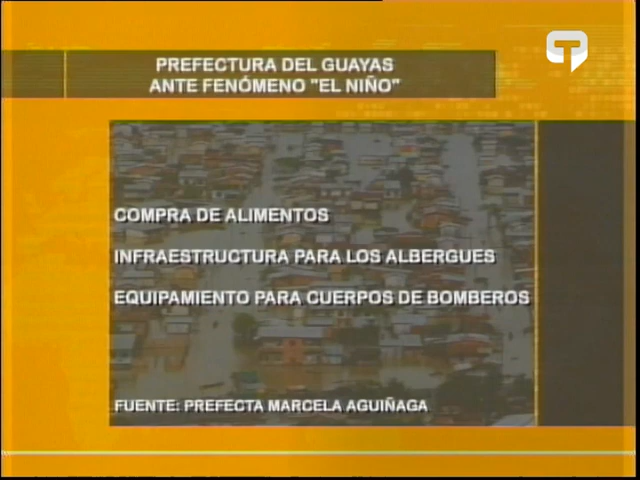 PREFECTURA DEL GUAYAS
ANTE FENÓMENO "EL NIÑO"
COMPRA DE ALIMENTOS
INFRAESTRUCTURA PARA LOS ALBERGUES
EQUIPAMIENTO PARA CUERPOS DE BOMBEROS
FUENTE: PREFECTA MARCELA AGUIÑAGA